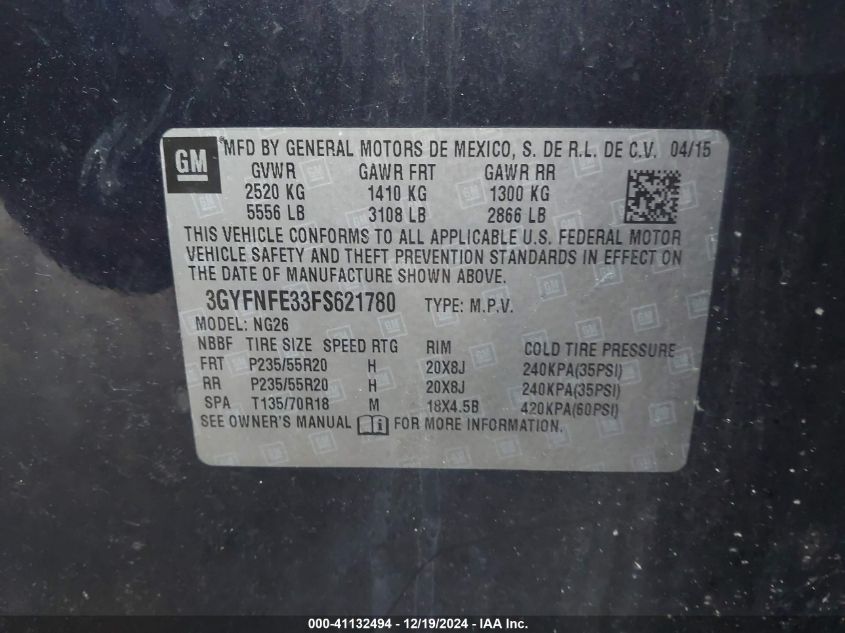 GM
®MFD BY GENERAL MOTORS DE MEXICO, S. DE R.L. DE C.V. 04/15
GVWR GAWR FRT GAWR RR
2520 KG 1410 KG 1300 KG
5556 LB 3108 LB 2866 LB
THIS VEHICLE CONFORMS TO ALL APPLICABLE U.S. FEDERAL MOTOR
VEHICLE SAFETY AND THEFT PREVENTION STANDARDS IN EFFECT ON
THE DATE OF MANUFACTURE SHOWN ABOVE.
3GYFNFE33FS621780 TYPE: M.P.V.
MODEL: NG26
NBBF TIRE SIZE SPEED RTG RIM COLD TIRE PRESSURE
FRT P235/55R20 H 20X8J 240KPA(35PSI)
RR P235/55R20 H 20X8J 240KPA(35PSI)
SPA T135/70R18 M 18X4.5B 420KPA(60PSI)
SEE OWNER'S MANUAL FOR MORE INFORMATION.
000-41132494 - 12/19/2024 - IAA Inc.